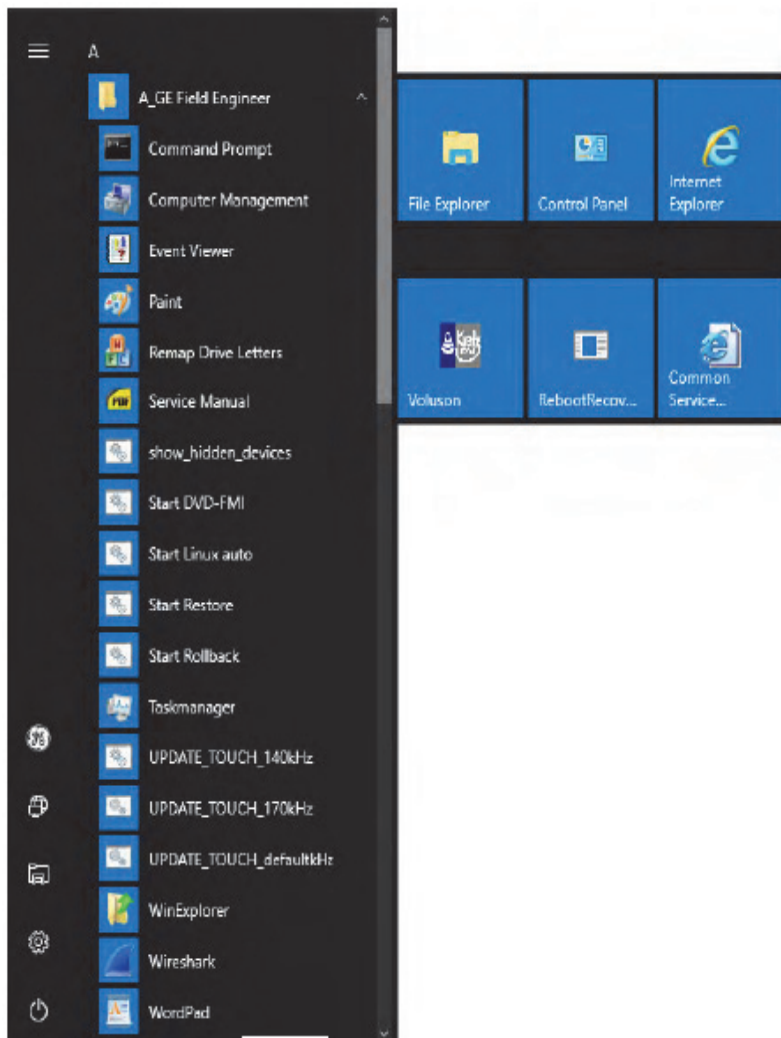 A
A_GE Field Engineer
Command Prompt
Computer Management
Event Viewer
Paint
Remap Drive Letters
Service Manual
show_hidden_devices
Start DVD-FMI
Start Linux auto
Start Restore
Start Rollback
Taskmanager
UPDATE_TOUCH_140kHz
UPDATE_TOUCH_170kHz
UPDATE_TOUCH_defaultkHz
WinExplorer
Wireshark
WordPad
File Explorer
Control Panel
Internet
Explorer
Voluson
RebootRecov...
Common
Service...